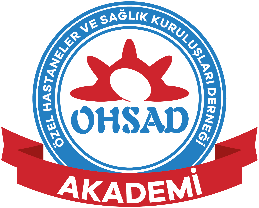 ÖZEL HASTANELER VE SAĞLIK KURULUŞLARI DERNEĞİ
OHSAD
AKADEMİ